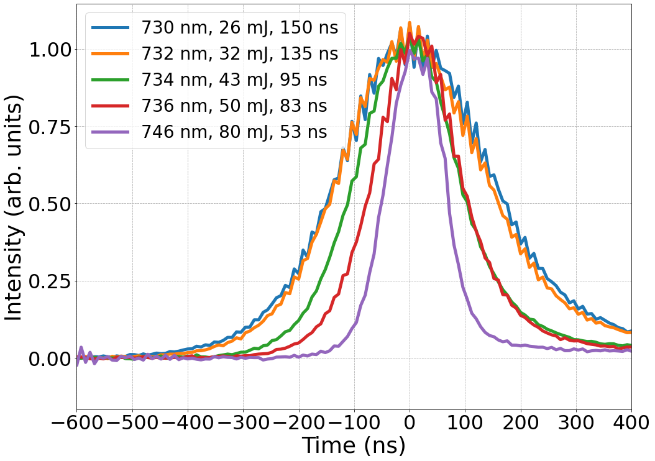 730 nm, 26 mJ, 150 ns
732 nm, 32 mJ, 135 ns
734 nm, 43 mJ, 95 ns
736 nm, 50 mJ, 83 ns
746 nm, 80 mJ, 53 ns
Intensity (arb. units)
1.00
0.75
0.50
0.25
0.00
−600 −500 −400 −300 −200 −100 0 100 200 300 400
Time (ns)